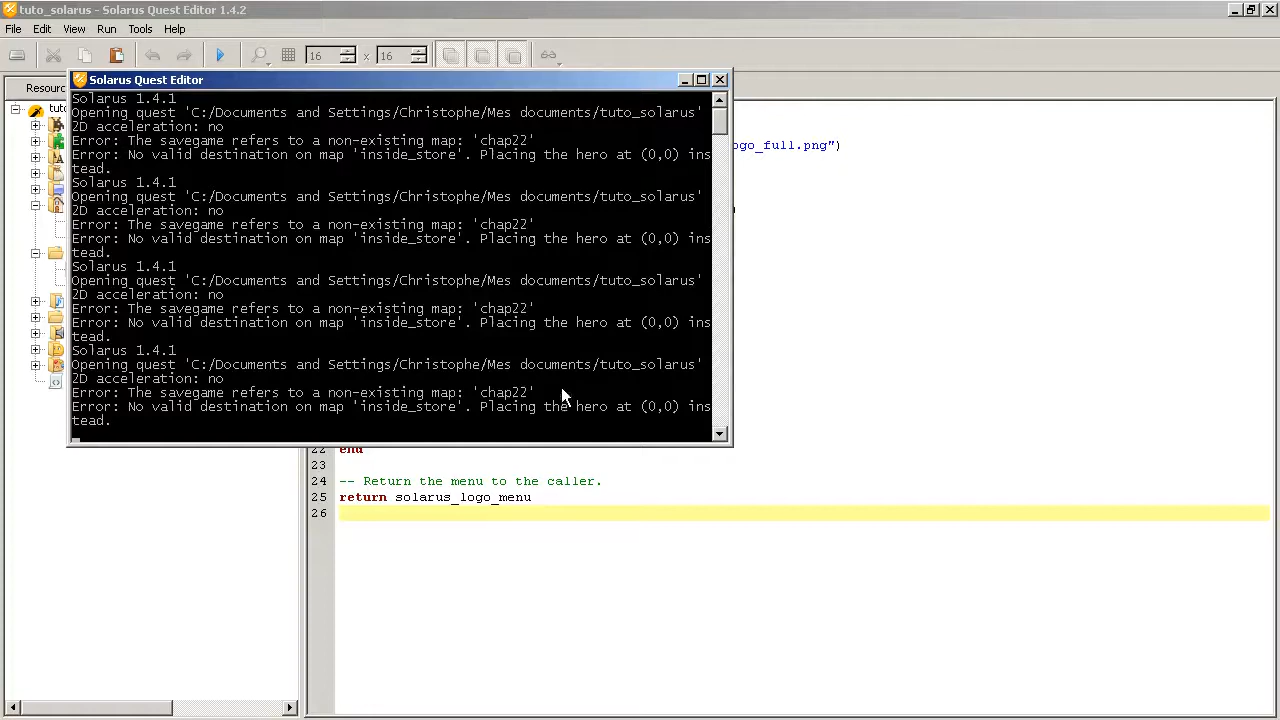 tuto_solarus - Solarus Quest Editor 1.4.2
File Edit View Run Tools Help
16 x 16
Resourc
tuto
Solarus Quest Editor
Solarus 1.4.1
Opening quest 'C:/Documents and Settings/Christophe/Mes documents/tuto_solarus'
2D acceleration: no
Error: The savegame refers to a non-existing map: 'chap22'
Error: No valid destination on map 'inside_store'. Placing the hero at (0,0) ins
tead.
Solarus 1.4.1
Opening quest 'C:/Documents and Settings/Christophe/Mes documents/tuto_solarus'
2D acceleration: no
Error: The savegame refers to a non-existing map: 'chap22'
Error: No valid destination on map 'inside_store'. Placing the hero at (0,0) ins
tead.
Solarus 1.4.1
Opening quest 'C:/Documents and Settings/Christophe/Mes documents/tuto_solarus'
2D acceleration: no
Error: The savegame refers to a non-existing map: 'chap22'
Error: No valid destination on map 'inside_store'. Placing the hero at (0,0) ins
tead.
Solarus 1.4.1
Opening quest 'C:/Documents and Settings/Christophe/Mes documents/tuto_solarus'
2D acceleration: no
Error: The savegame refers to a non-existing map: 'chap22'
Error: No valid destination on map 'inside_store'. Placing the hero at (0,0) ins
tead.
ogo_full.png")
22 end
23
24 -- Return the menu to the caller.
25 return solarus_logo_menu
26